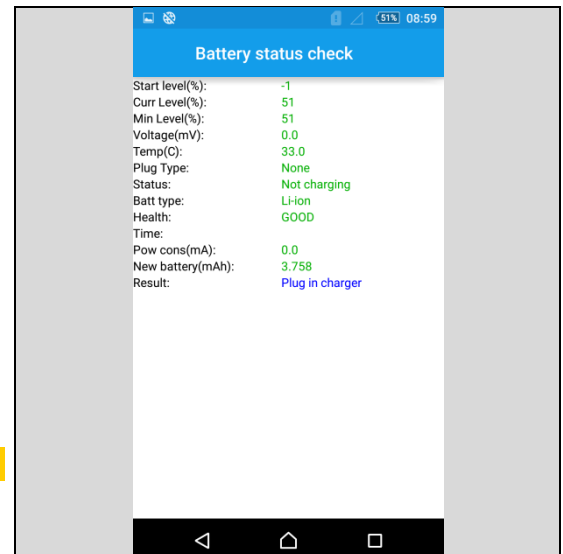 51% 08:59
Battery status check
Start level(%): -1
Curr Level(%): 51
Min Level(%): 51
Voltage(mV): 0.0
Temp(C): 33.0
Plug Type: None
Status: Not charging
Batt type: Li-ion
Health: GOOD
Time:
Pow cons(mA): 0.0
New battery(mAh): 3.758
Result: Plug in charger